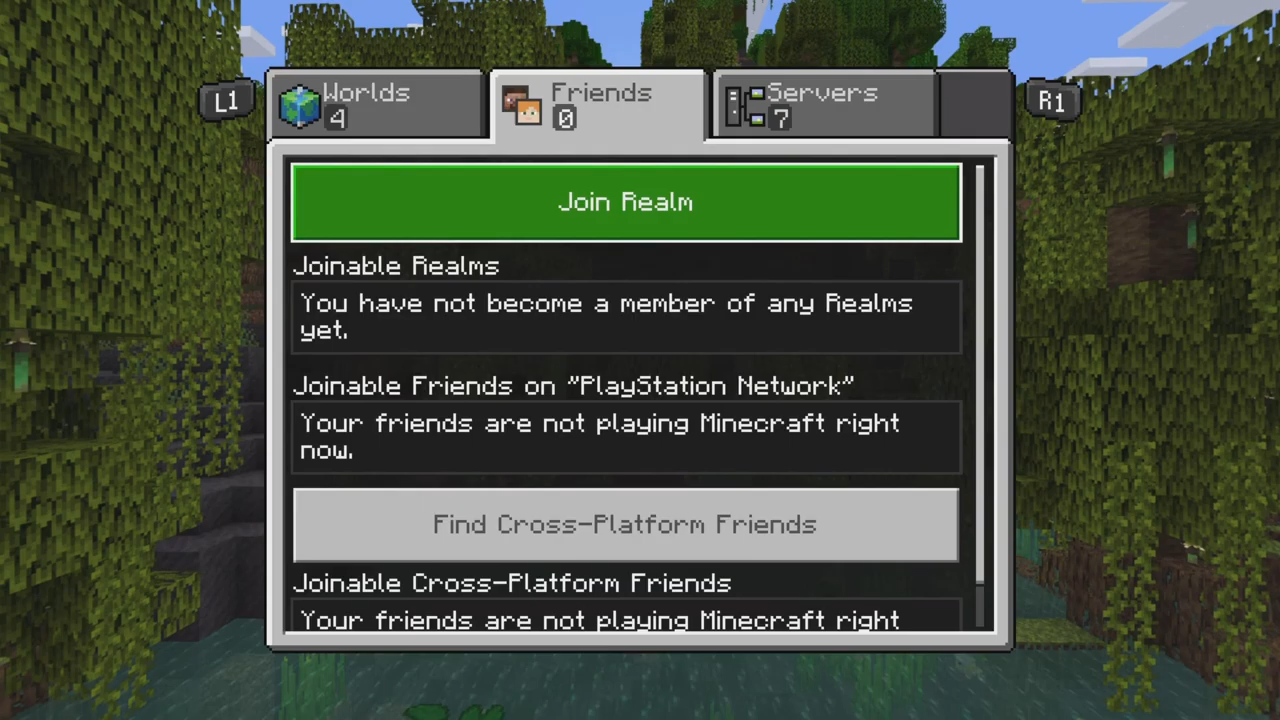 L1
Worlds
4
Friends
0
Servers
7
R1
Join Realm
Joinable Realms
You have not become a member of any Realms
yet.
Joinable Friends on "PlayStation Network"
Your friends are not playing Minecraft right
now.
Find Cross-Platform Friends
Joinable Cross-Platform Friends
Your friends are not playing Minecraft right